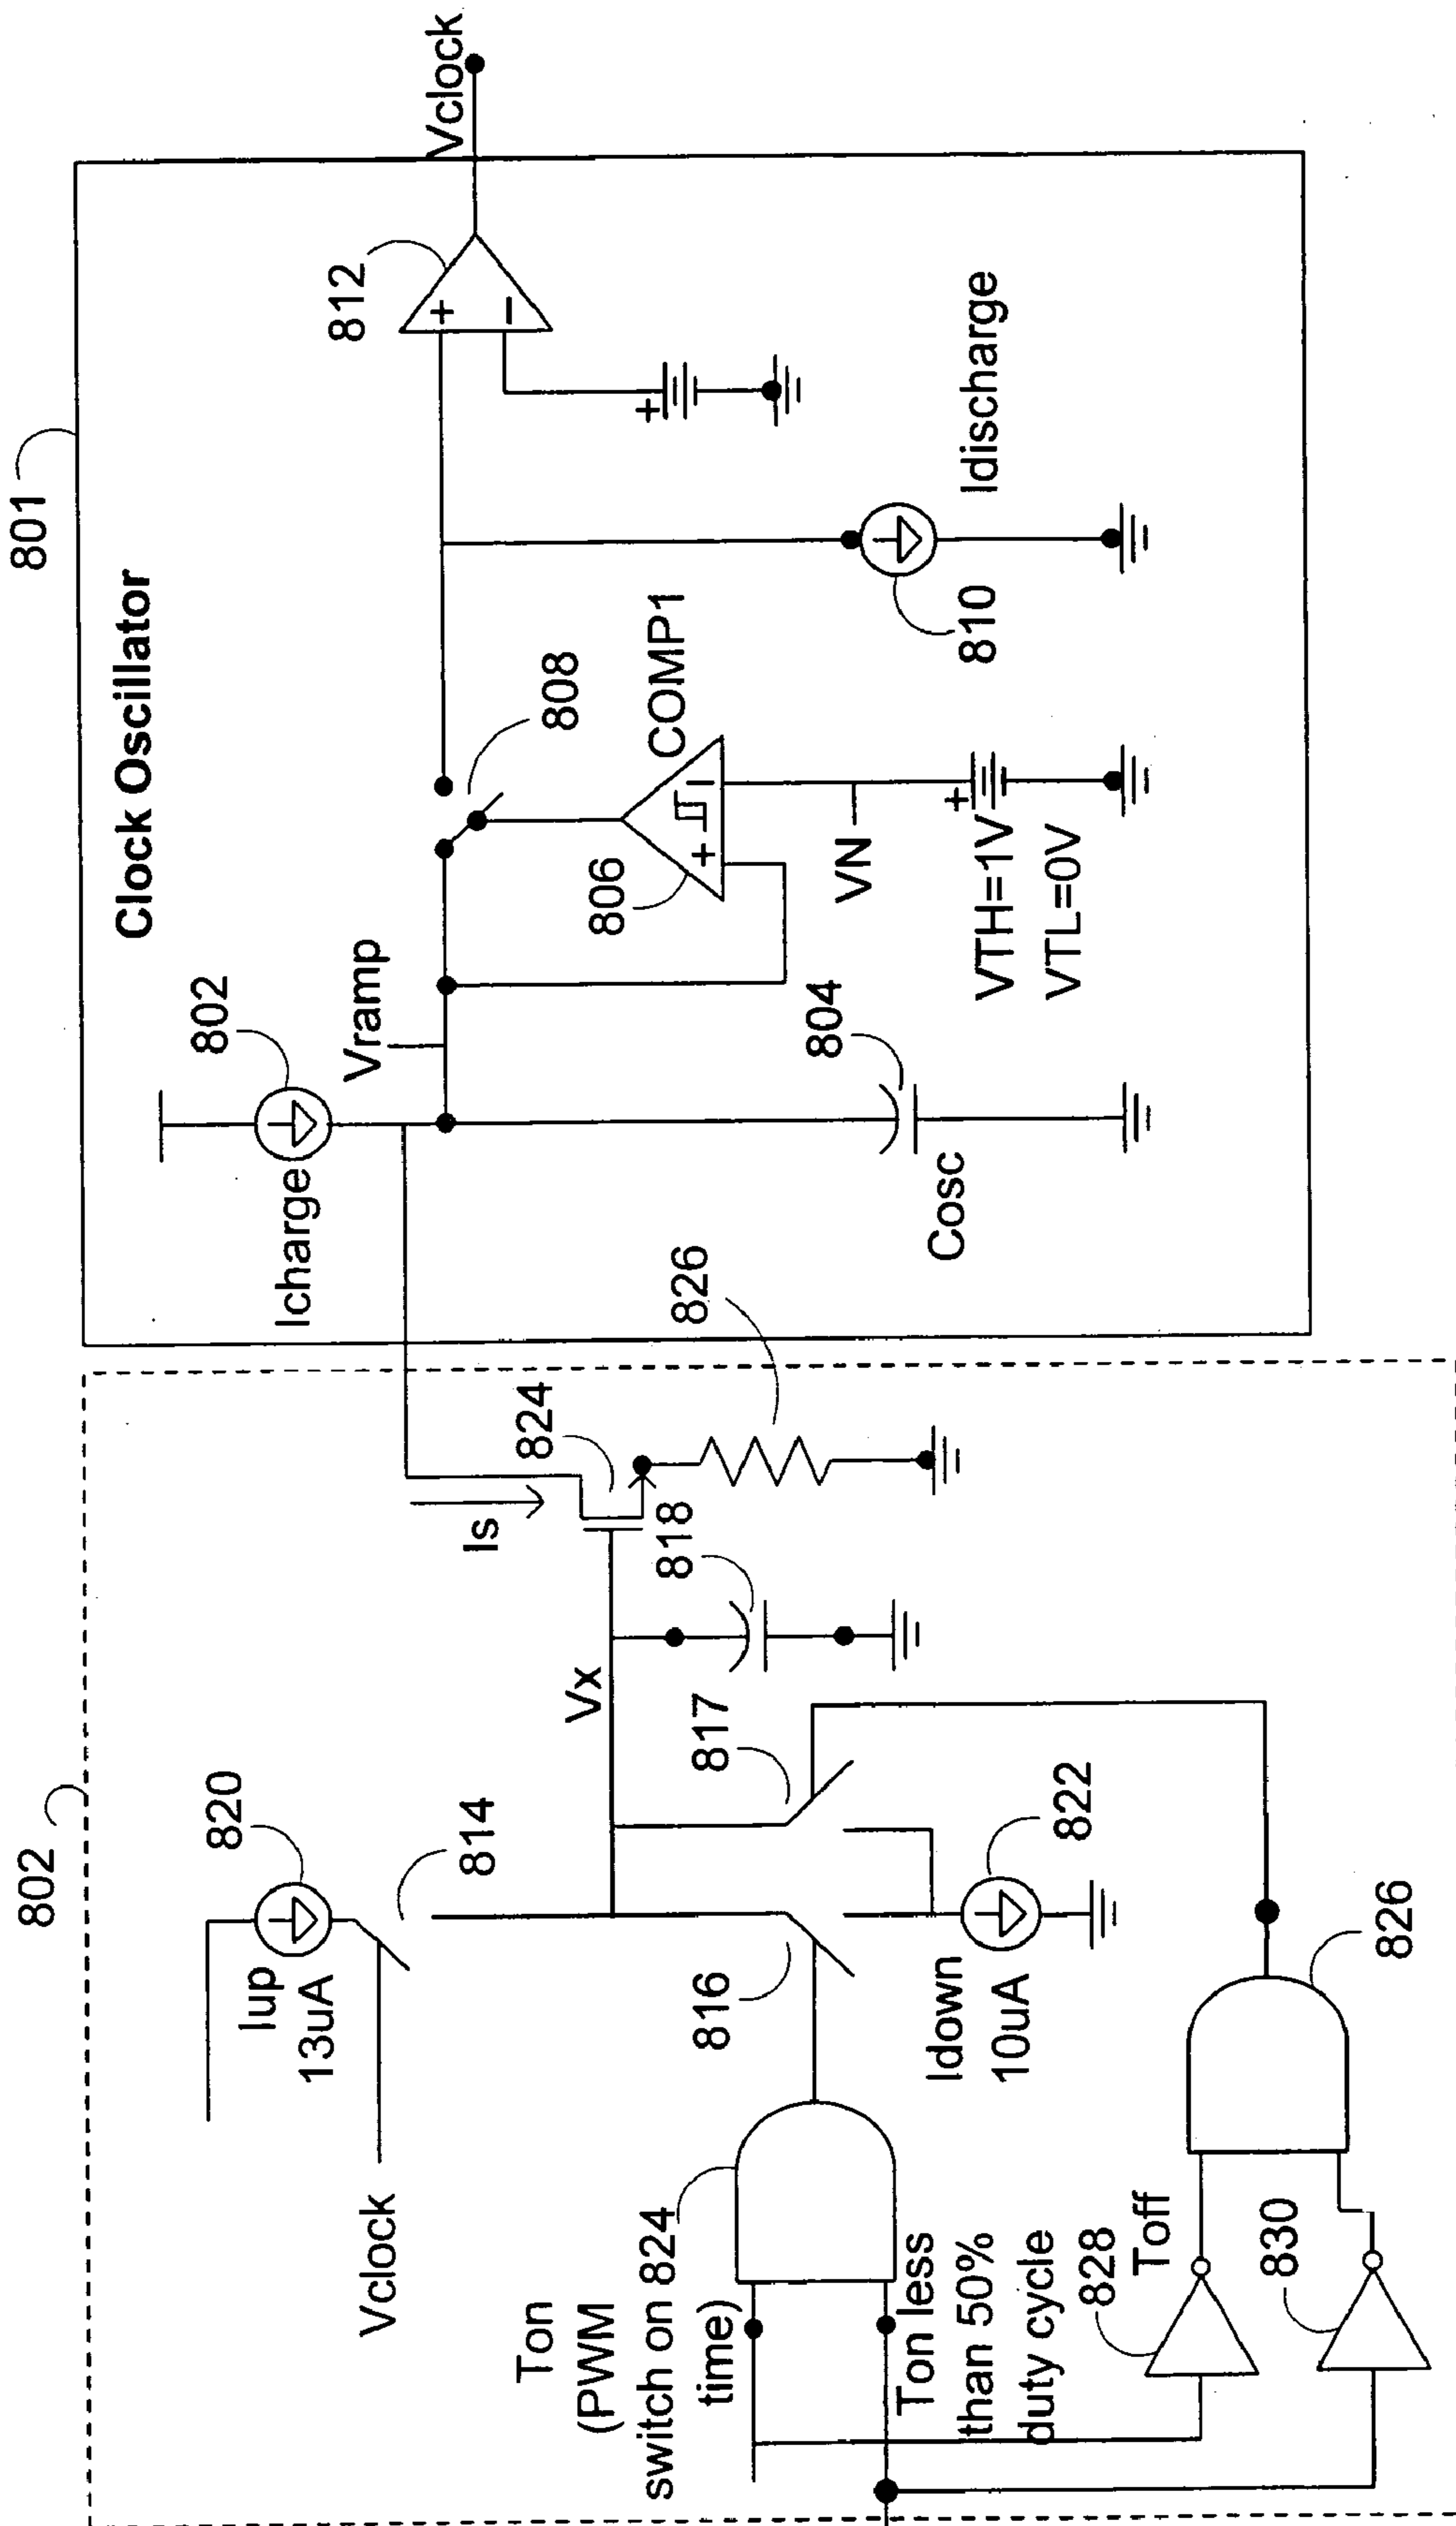 801
Clock Oscillator
802
Icharge
Vramp
808
806
COMP1
+
−
VN
+
VTH=1V
VTL=0V
804
Cosc
812
+
−
+
Vclock
810
Idischarge
802
820
Iup
13uA
814
Vclock
Vx
Is
824
826
818
817
816
Idown
10uA
822
Ton
(PWM
switch on
time)
824
Ton less
than 50%
duty cycle
828
Toff
830
826